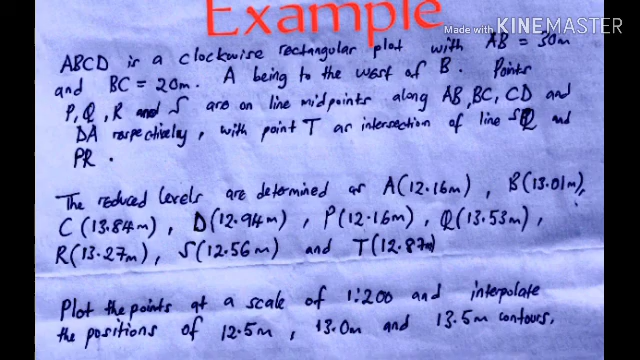 Example
Made with KINEMASTER
ABCD is a clockwise rectangular plot with AB = 30m
and BC = 20m. A being to the west of B. Points
P, Q, R and S are on line midpoints along AB, BC, CD and
DA respectively, with point T as intersection of line SQ and
PR.
The reduced levels are determined as A(12.16m), B(13.01m),
C(13.84m), D(12.94m), P(12.16m), Q(13.53m),
R(13.27m), S(12.56m) and T(12.87m)
Plot the points at a scale of 1:200 and interpolate
the positions of 12.5m, 13.0m and 13.5m contours.